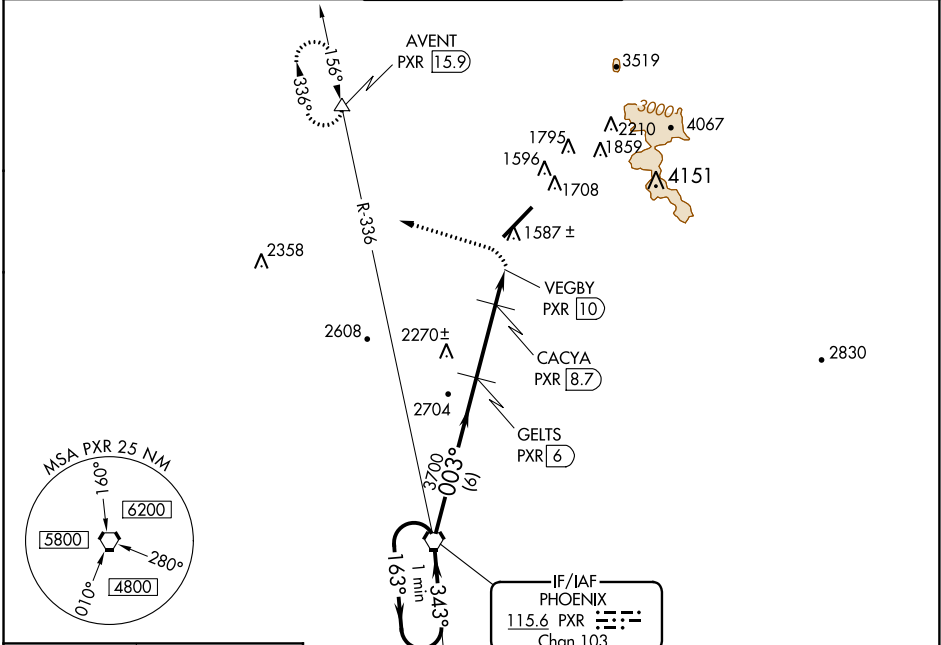 AVENT
PXR 15.9
156°
336°
3519
3000
4067
2210
1795
1859
1596
4151
1708
R-336
1587 ±
2358
VEGBY
PXR 10
2608
2270±
CACYA
PXR 8.7
2830
2704
GELTS
PXR 6
3700
003°
(6)
MSA PXR 25 NM
160°
6200
5800
280°
010°
4800
163°
1 min
343°
IF/IAF
PHOENIX
115.6 PXR
Chan 103